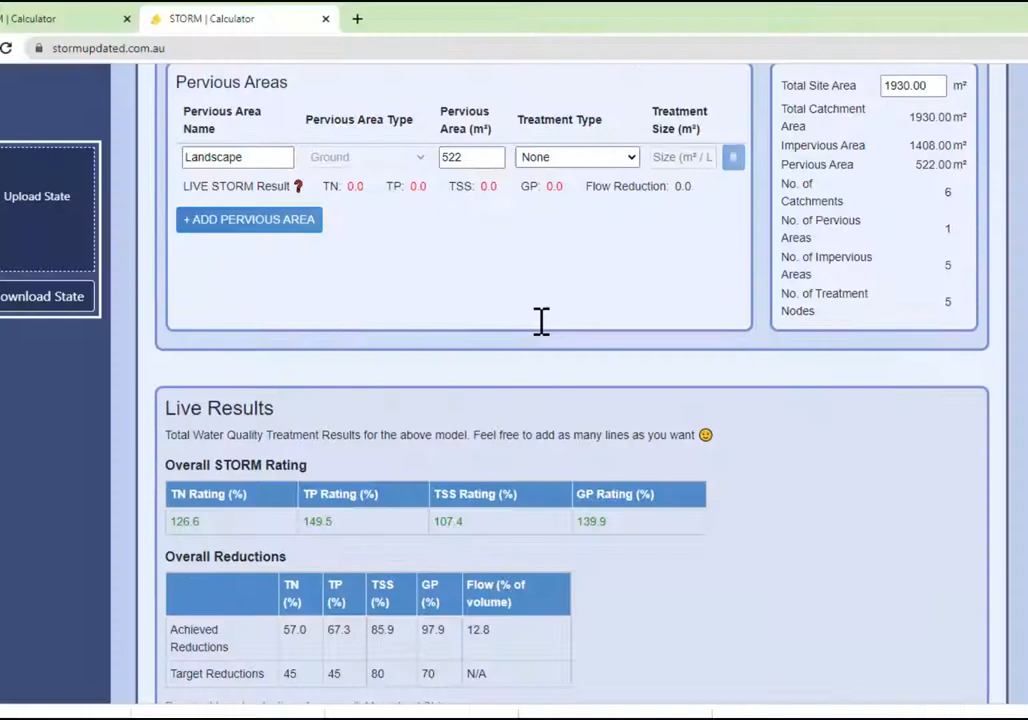 | Calculator
STORM | Calculator
stormupdated.com.au
Upload State
ownload State
Pervious Areas
Pervious Area Name
Pervious Area Type
Pervious Area (m²)
Treatment Type
Treatment Size (m²)
Landscape
Ground
522
None
Size (m² / L
LIVE STORM Result ❓ TN: 0.0 TP: 0.0 TSS: 0.0 GP: 0.0 Flow Reduction: 0.0
+ ADD PERVIOUS AREA
Total Site Area 1930.00 m²
Total Catchment Area 1930.00 m²
Impervious Area 1408.00 m²
Pervious Area 522.00 m²
No. of Catchments 6
No. of Pervious Areas 1
No. of Impervious Areas 5
No. of Treatment Nodes 5
Live Results
Total Water Quality Treatment Results for the above model. Feel free to add as many lines as you want
Overall STORM Rating
TN Rating (%) TP Rating (%) TSS Rating (%) GP Rating (%)
126.6 149.5 107.4 139.9
Overall Reductions
TN (%) TP (%) TSS (%) GP (%) Flow (% of volume)
Achieved Reductions 57.0 67.3 85.9 97.9 12.8
Target Reductions 45 45 80 70 N/A